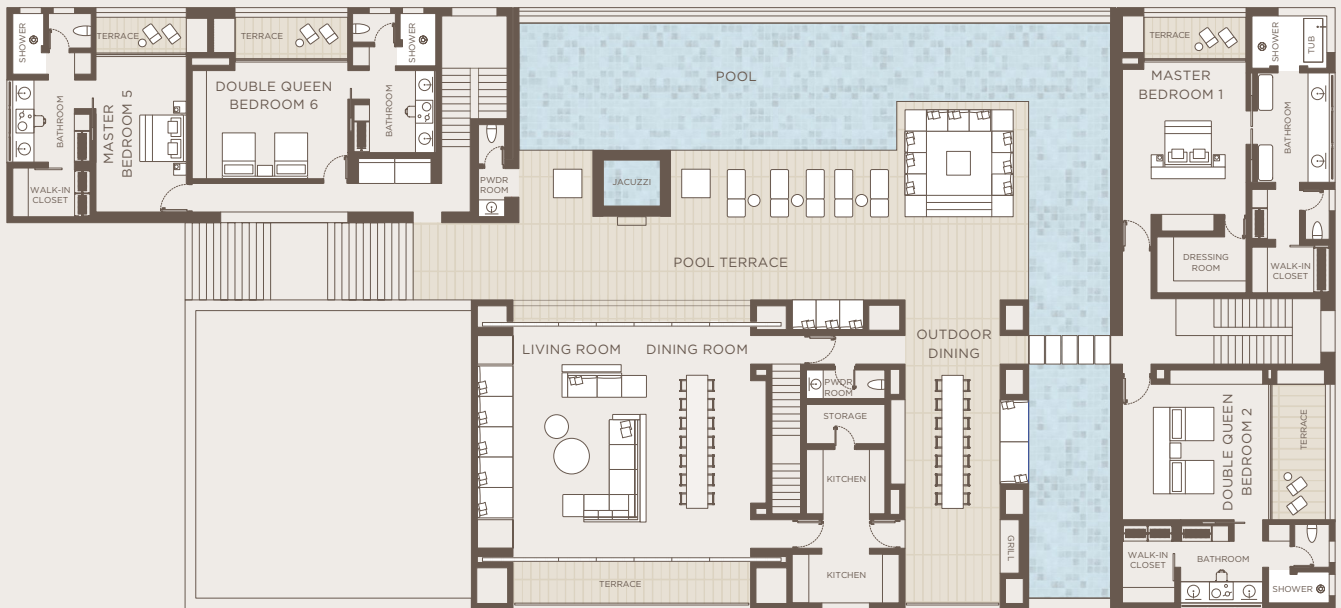 SHOWER
TERRACE
TERRACE
SHOWER
POOL
TERRACE
SHOWER
TUB
MASTER
BEDROOM 5
BATHROOM
DOUBLE QUEEN
BEDROOM 6
BATHROOM
MASTER
BEDROOM 1
BATHROOM
WALK-IN
CLOSET
PWDR
ROOM
JACUZZI
POOL TERRACE
DRESSING
ROOM
WALK-IN
CLOSET
LIVING ROOM
DINING ROOM
OUTDOOR
DINING
PWDR
ROOM
STORAGE
KITCHEN
DOUBLE QUEEN
BEDROOM 2
TERRACE
GRILL
KITCHEN
TERRACE
WALK-IN
CLOSET
BATHROOM
SHOWER